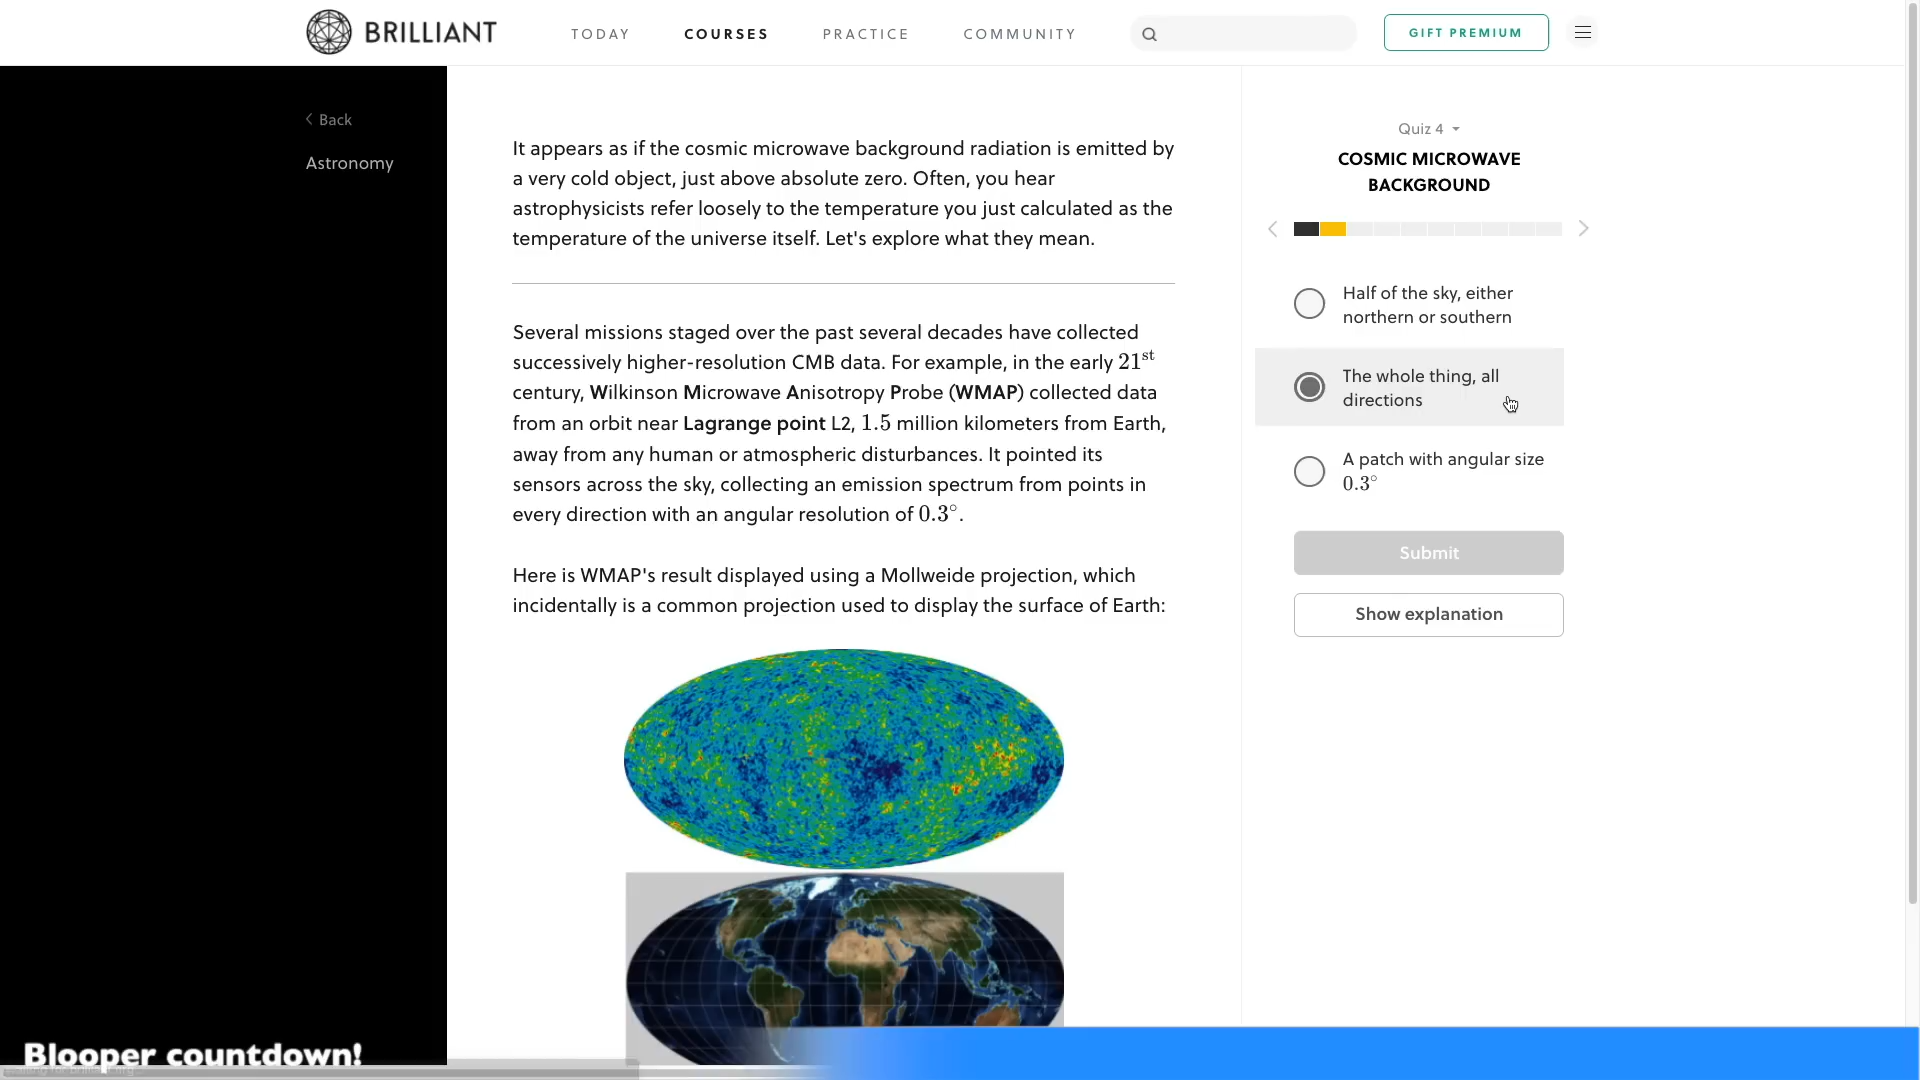 BRILLIANT
TODAY
COURSES
PRACTICE
COMMUNITY
GIFT PREMIUM
Back
Astronomy
It appears as if the cosmic microwave background radiation is emitted by
a very cold object, just above absolute zero. Often, you hear
astrophysicists refer loosely to the temperature you just calculated as the
temperature of the universe itself. Let's explore what they mean.
Several missions staged over the past several decades have collected
successively higher-resolution CMB data. For example, in the early 21st
century, Wilkinson Microwave Anisotropy Probe (WMAP) collected data
from an orbit near Lagrange point L2, 1.5 million kilometers from Earth,
away from any human or atmospheric disturbances. It pointed its
sensors across the sky, collecting an emission spectrum from points in
every direction with an angular resolution of 0.3°.
Here is WMAP's result displayed using a Mollweide projection, which
incidentally is a common projection used to display the surface of Earth:
Quiz 4
COSMIC MICROWAVE
BACKGROUND
Half of the sky, either
northern or southern
The whole thing, all
directions
A patch with angular size
0.3°
Submit
Show explanation
Blooper countdown!